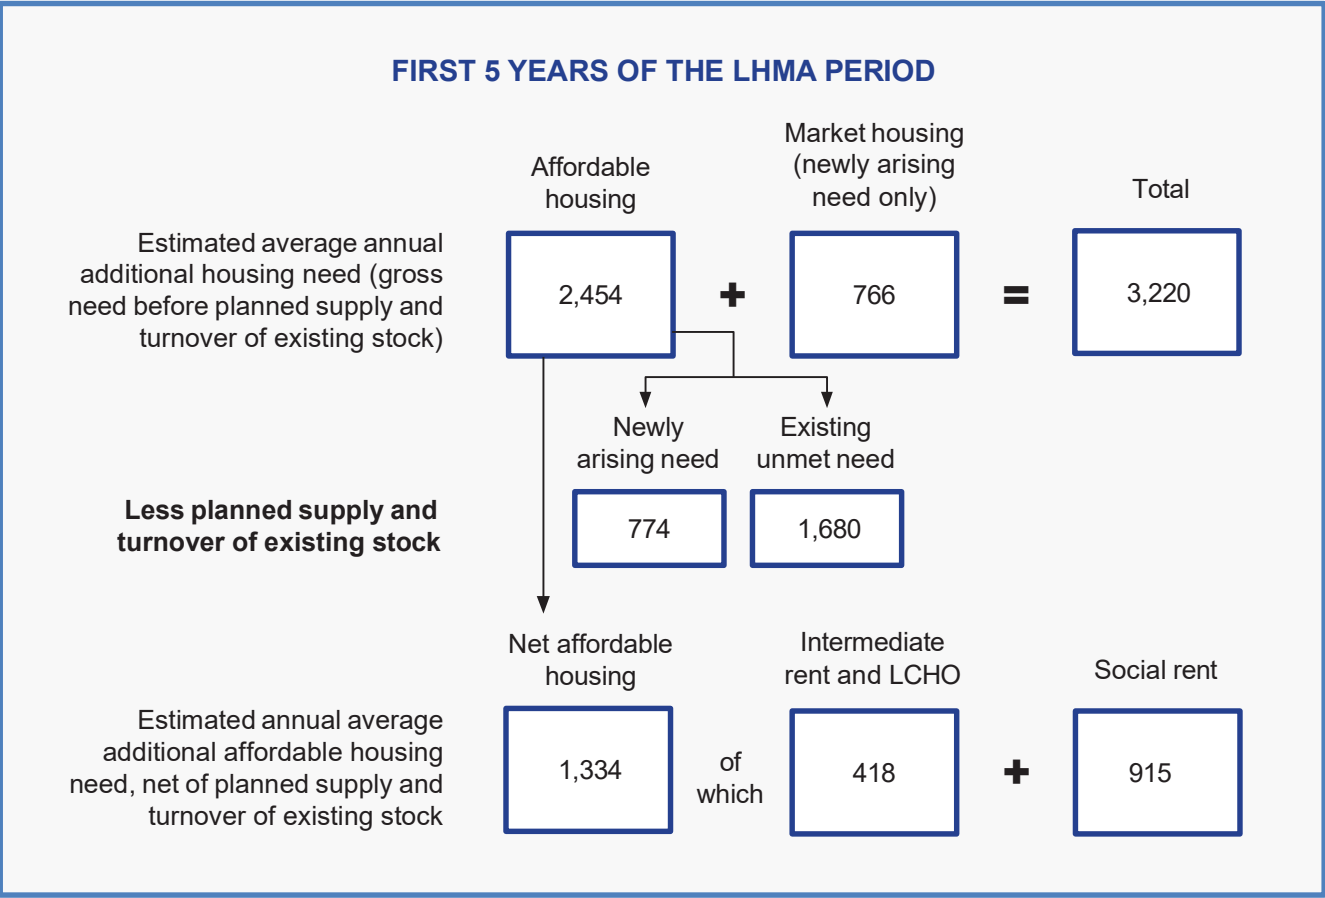 FIRST 5 YEARS OF THE LHMA PERIOD
Affordable
housing
Market housing
(newly arising
need only)
Total
Estimated average annual
additional housing need (gross
need before planned supply and
turnover of existing stock)
2,454
+
766
=
3,220
Newly
arising need
Existing
unmet need
Less planned supply and
turnover of existing stock
774
1,680
Net affordable
housing
Intermediate
rent and LCHO
Social rent
Estimated annual average
additional affordable housing
need, net of planned supply and
turnover of existing stock
1,334
of
which
418
+
915